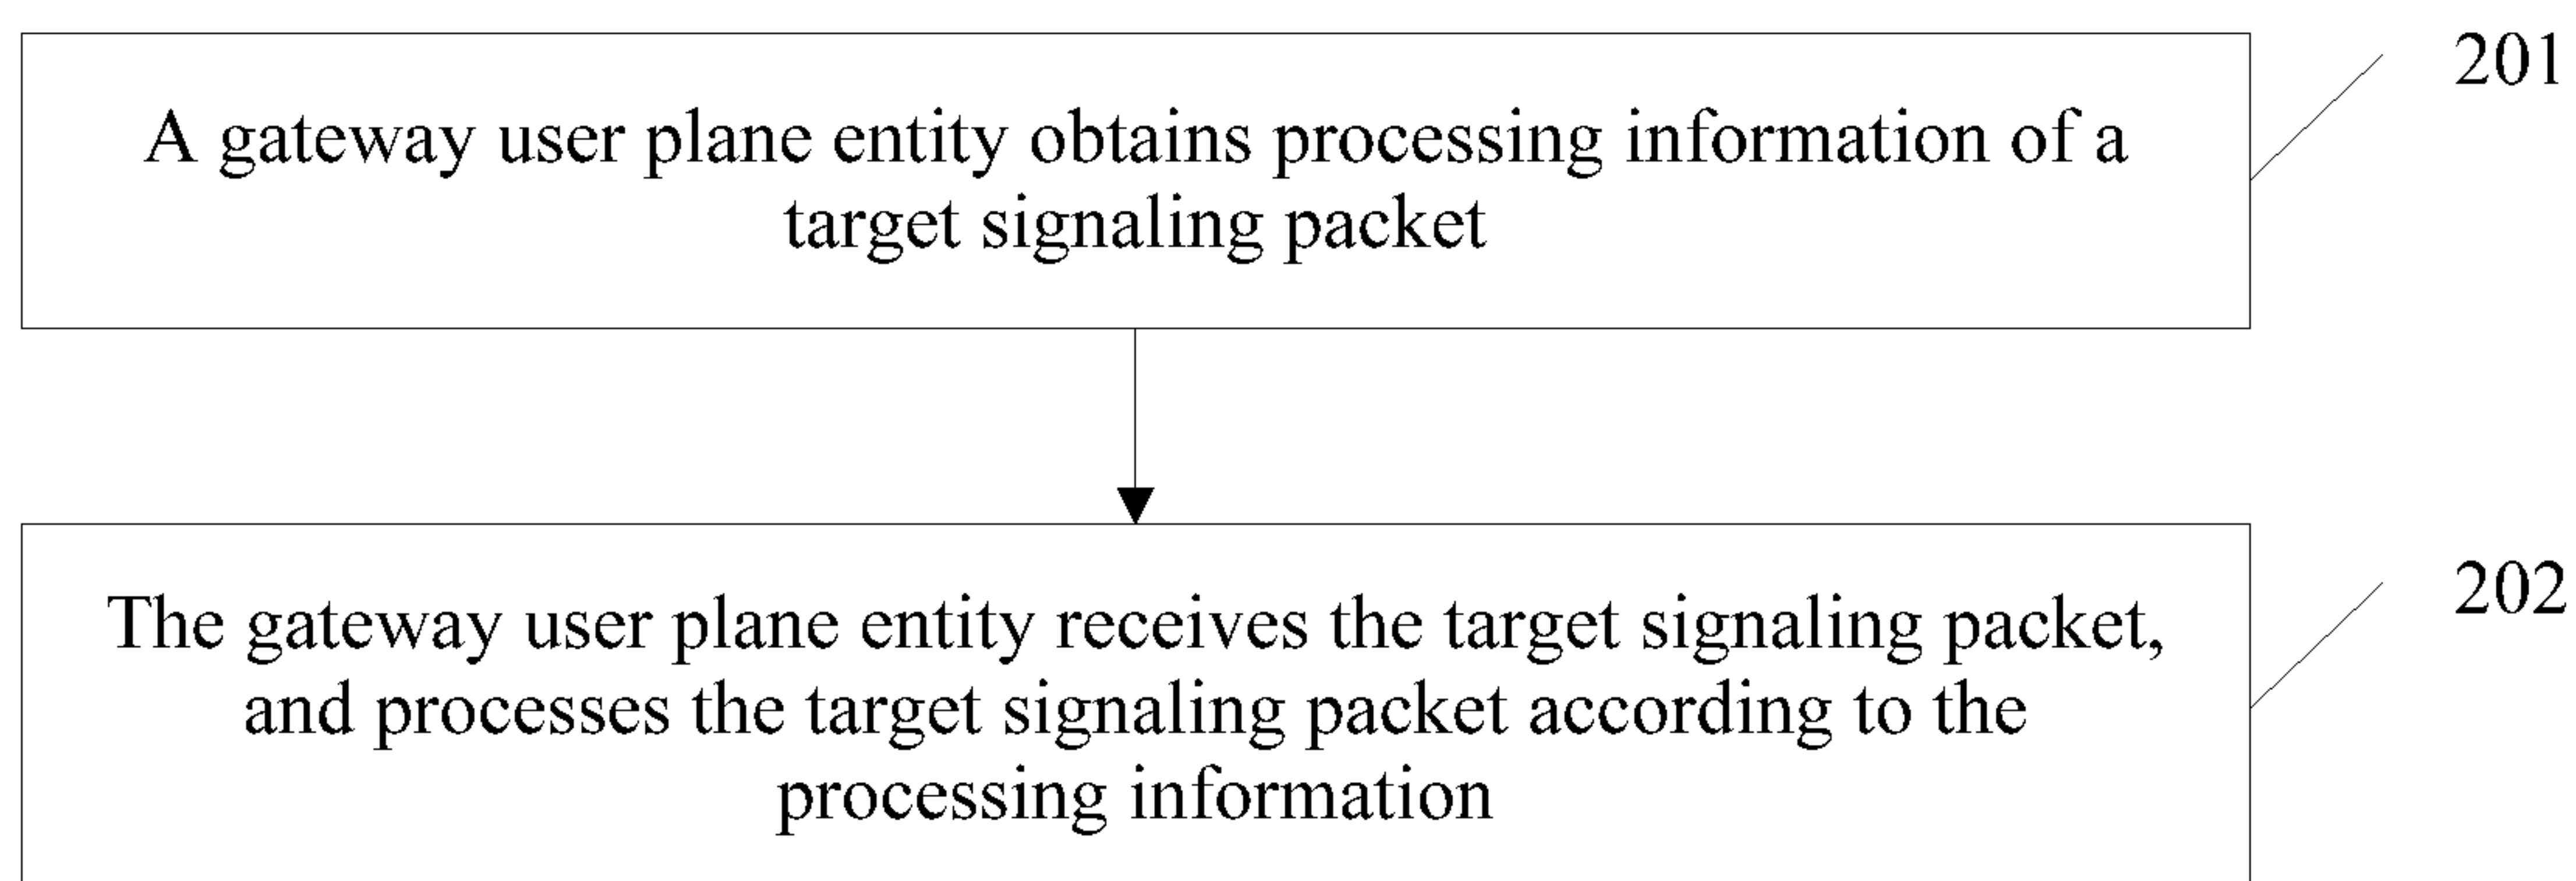 201
A gateway user plane entity obtains processing information of a
target signaling packet
202
The gateway user plane entity receives the target signaling packet,
and processes the target signaling packet according to the
processing information